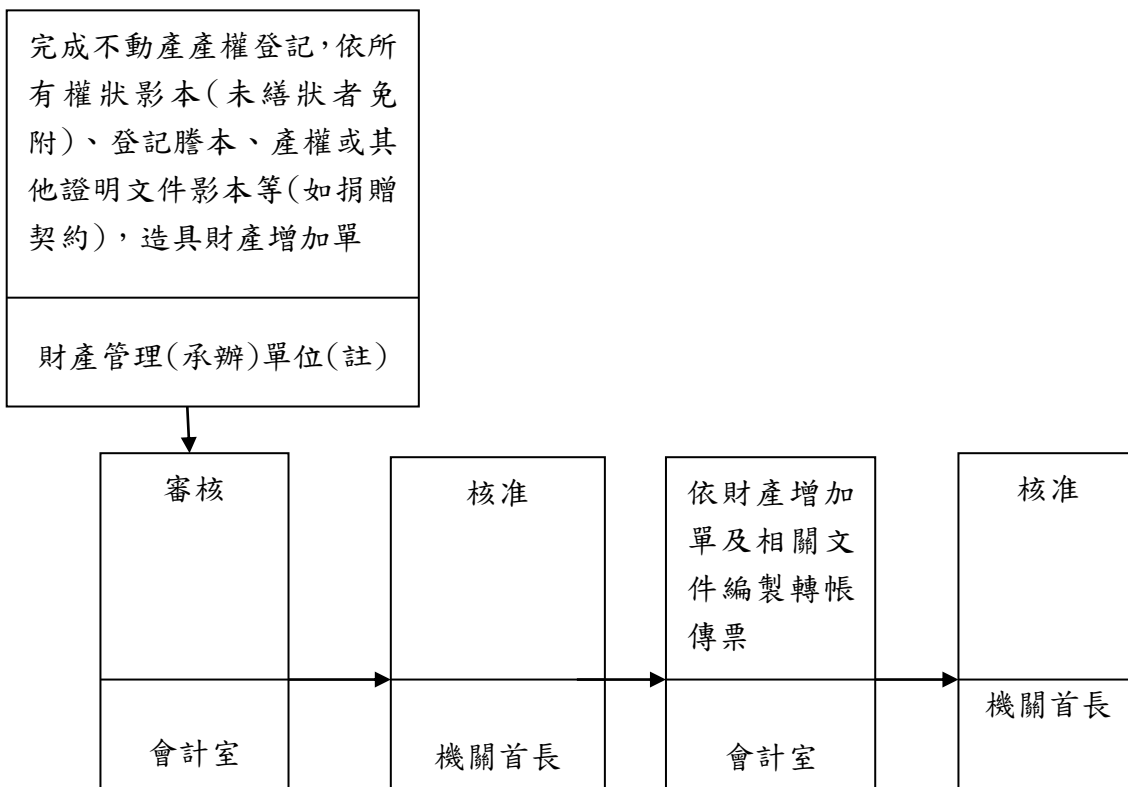 完成不動產產權登記,依所
有權狀影本(未繕狀者免
附)、登記謄本、產權或其
他證明文件影本等(如捐贈
契約),造具財產增加單
財產管理(承辦)單位(註)
審核
會計室
核准
機關首長
依財產增加
單及相關文
件編製轉帳
傳票
會計室
核准
機關首長